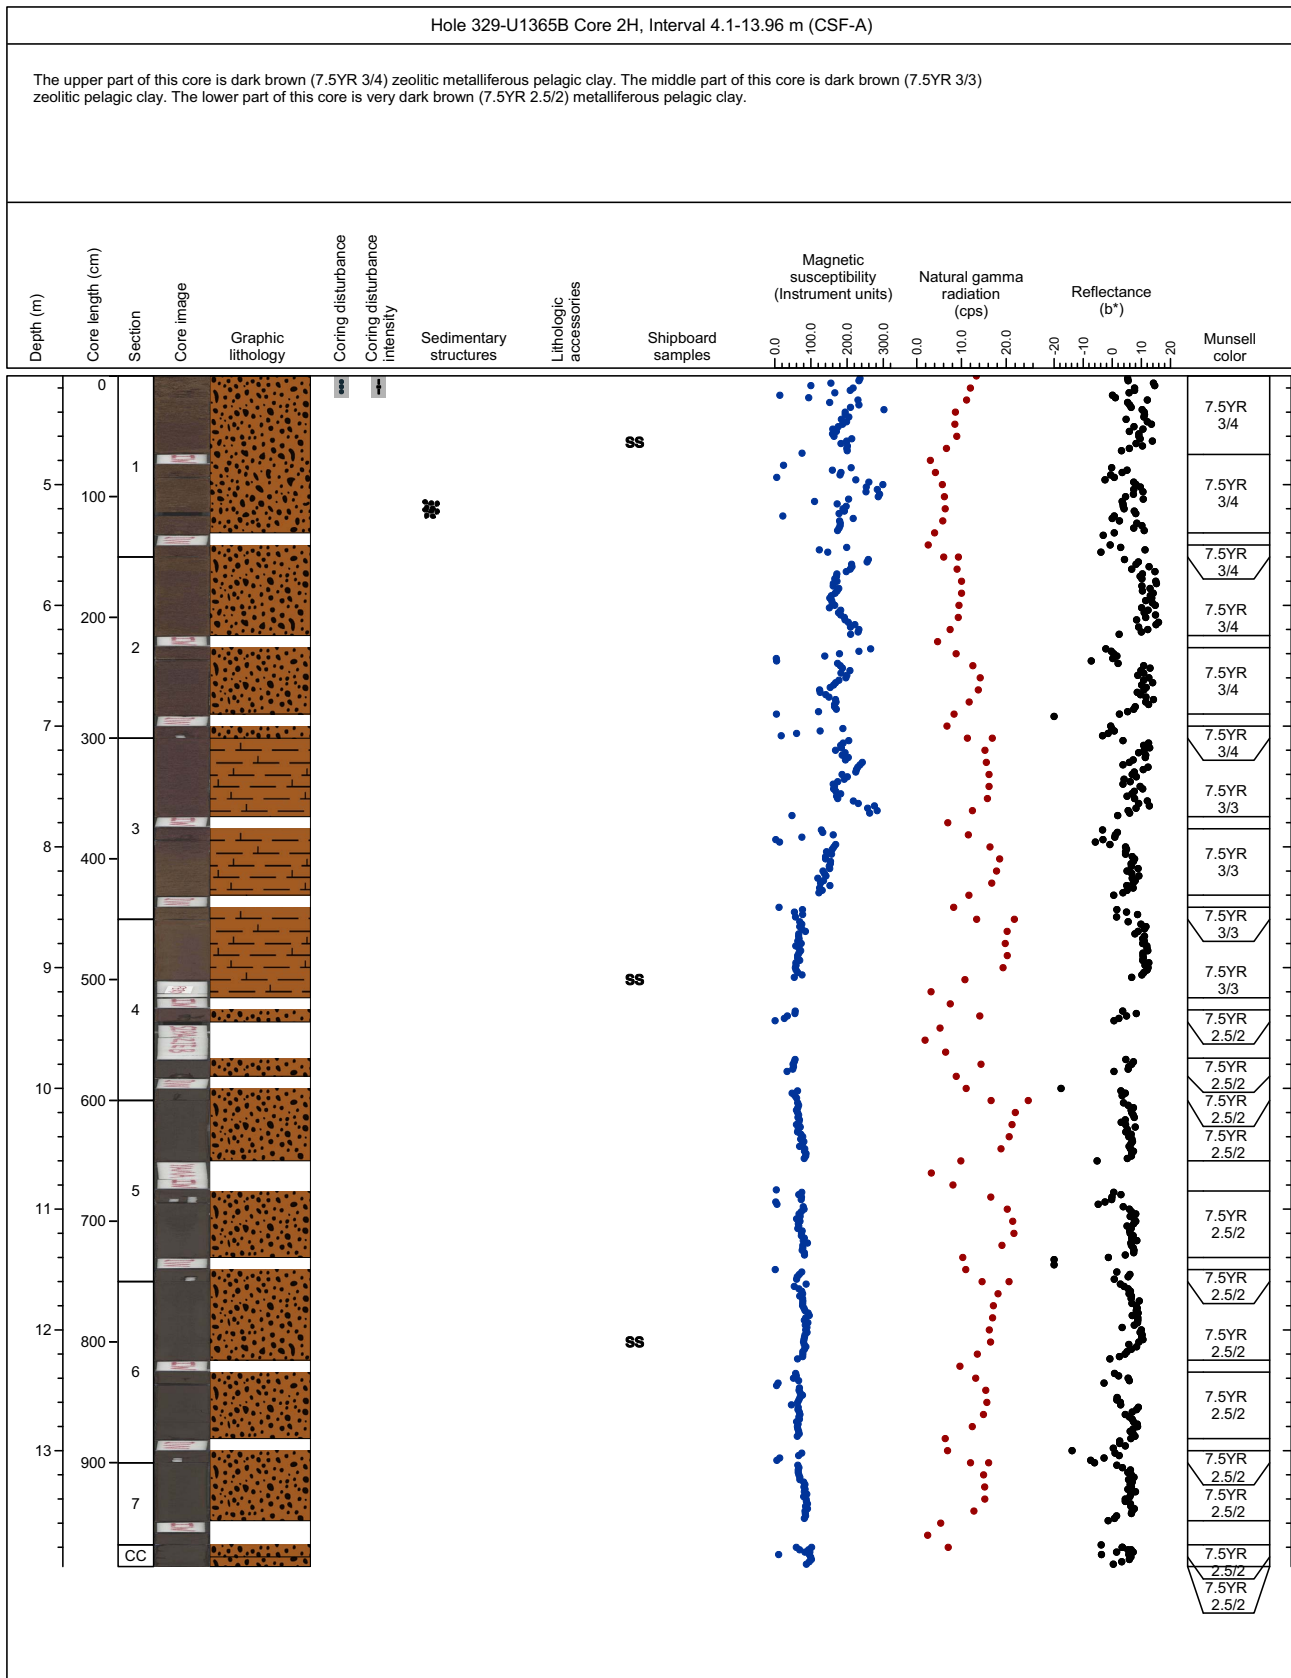 Hole 329-U1365B Core 2H, Interval 4.1-13.96 m (CSF-A)
The upper part of this core is dark brown (7.5YR 3/4) zeolitic metalliferous pelagic clay. The middle part of this core is dark brown (7.5YR 3/3)
zeolitic pelagic clay. The lower part of this core is very dark brown (7.5YR 2.5/2) metalliferous pelagic clay.
Depth (m)
Core length (cm)
Section
Core image
Graphic
lithology
Coring disturbance
Coring disturbance
intensity
Sedimentary
structures
Lithologic
accessories
Shipboard
samples
Magnetic
susceptibility
(Instrument units)
0.0
100.0
200.0
300.0
Natural gamma
radiation
(cps)
0.0
10.0
20.0
Reflectance
(b*)
-20
-10
0
10
20
Munsell
color
5
6
7
8
9
10
11
12
13
0
100
200
300
400
500
600
700
800
900
1
2
3
4
5
6
7
CC
SS
SS
SS
7.5YR
3/4
7.5YR
3/4
7.5YR
3/4
7.5YR
3/4
7.5YR
3/4
7.5YR
3/4
7.5YR
3/3
7.5YR
3/3
7.5YR
3/3
7.5YR
3/3
7.5YR
2.5/2
7.5YR
2.5/2
7.5YR
2.5/2
7.5YR
2.5/2
7.5YR
2.5/2
7.5YR
2.5/2
7.5YR
2.5/2
7.5YR
2.5/2
7.5YR
2.5/2
7.5YR
2.5/2
7.5YR
2.5/2
7.5YR
2.5/2